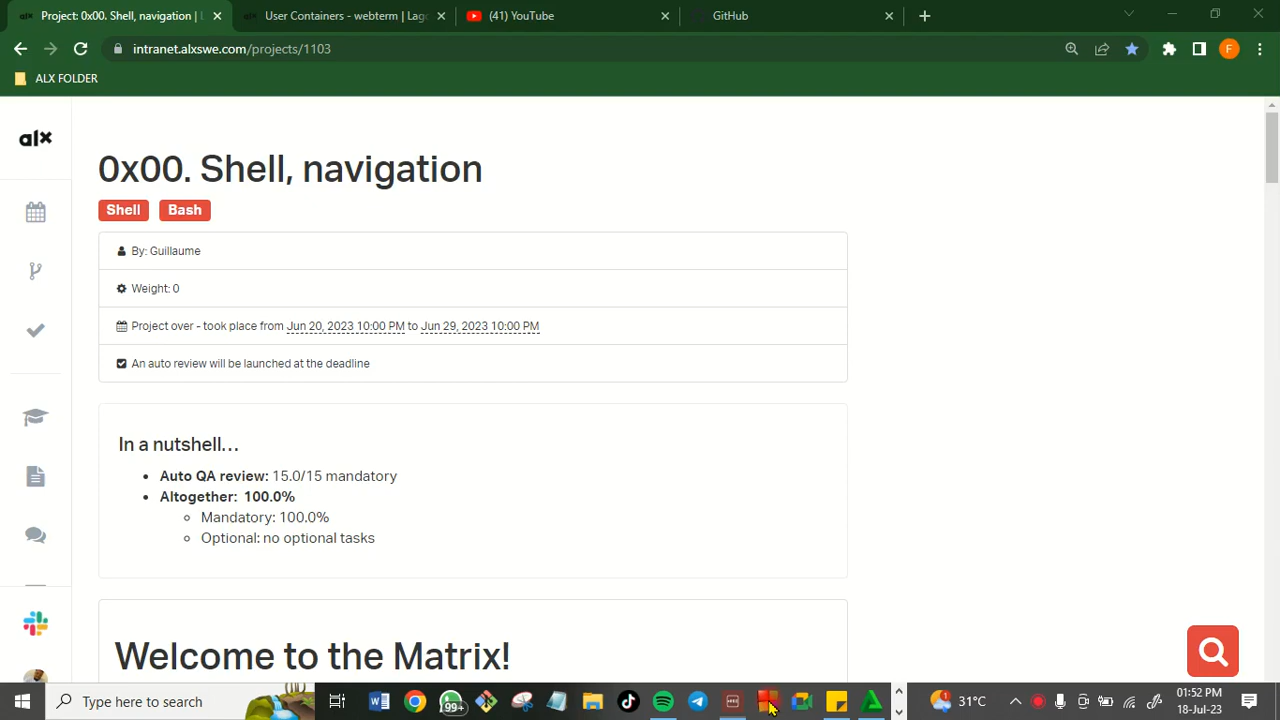 Project: 0x00. Shell, navigation |
User Containers - webterm | Lago
(41) YouTube
GitHub
intranet.alxswe.com/projects/1103
ALX FOLDER
F
alx
0x00. Shell, navigation
Shell Bash
By: Guillaume
Weight: 0
Project over - took place from Jun 20, 2023 10:00 PM to Jun 29, 2023 10:00 PM
An auto review will be launched at the deadline
In a nutshell…
Auto QA review: 15.0/15 mandatory
Altogether: 100.0%
Mandatory: 100.0%
Optional: no optional tasks
Welcome to the Matrix!
Type here to search
99+
1
31°C
01:52 PM
18-Jul-23